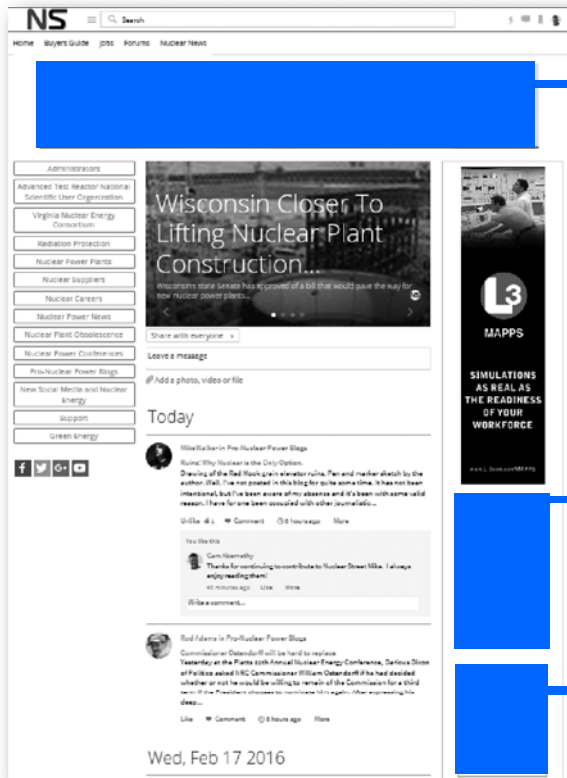 NS
Search
Home Buyers Guide Jobs Forums Nuclear News
Administrators
Advanced Test Reactor National
Scientific User Organization
Virginia Nuclear Energy
Consortium
Radiation Protection
Nuclear Power Plants
Nuclear Suppliers
Nuclear Careers
Nuclear Power News
Nuclear Plant Obsolescence
Nuclear Power Conferences
Pro-Nuclear Power Blogs
New Social Media and Nuclear
Energy
Support
Green Energy
Wisconsin Closer To
Lifting Nuclear Plant
Construction...
Wisconsin's state Senate has approved of a bill that would pave the way for
new nuclear power plants...
Share with everyone
Leave a message
Add a photo, video or file
Today
MikeWalker in Pro-Nuclear Power Blogs
Ruins! Why Nuclear is the Only Option.
Drawing of the Red Hook grain elevator ruins. Pen and marker sketch by the
author. Well, I've not posted in this blog for quite some time. It has not been
intentional, but I've been aware of my absence and it's been with some valid
reason. I have for one been occupied with other journalistic...
Unlike 1 Comment 6 hours ago More
You like this
Cam Abernethy
Thanks for continuing to contribute to Nuclear Street Mike. I always
enjoy reading them!
45 minutes ago Like More
Write a comment...
Rod Adams in Pro-Nuclear Power Blogs
Commissioner Ostendorff will be hard to replace
Yesterday at the Platts 12th Annual Nuclear Energy Conference, Darious Dixon
of Politico asked NRC Commissioner William Ostendorff if he had decided
whether or not he would be willing to remain of the Commission for a third
term if the President chooses to nominate him again. After expressing his
deep...
Like Comment 8 hours ago More
Wed, Feb 17 2016
L3
MAPPS
SIMULATIONS
AS REAL AS
THE READINESS
OF YOUR
WORKFORCE